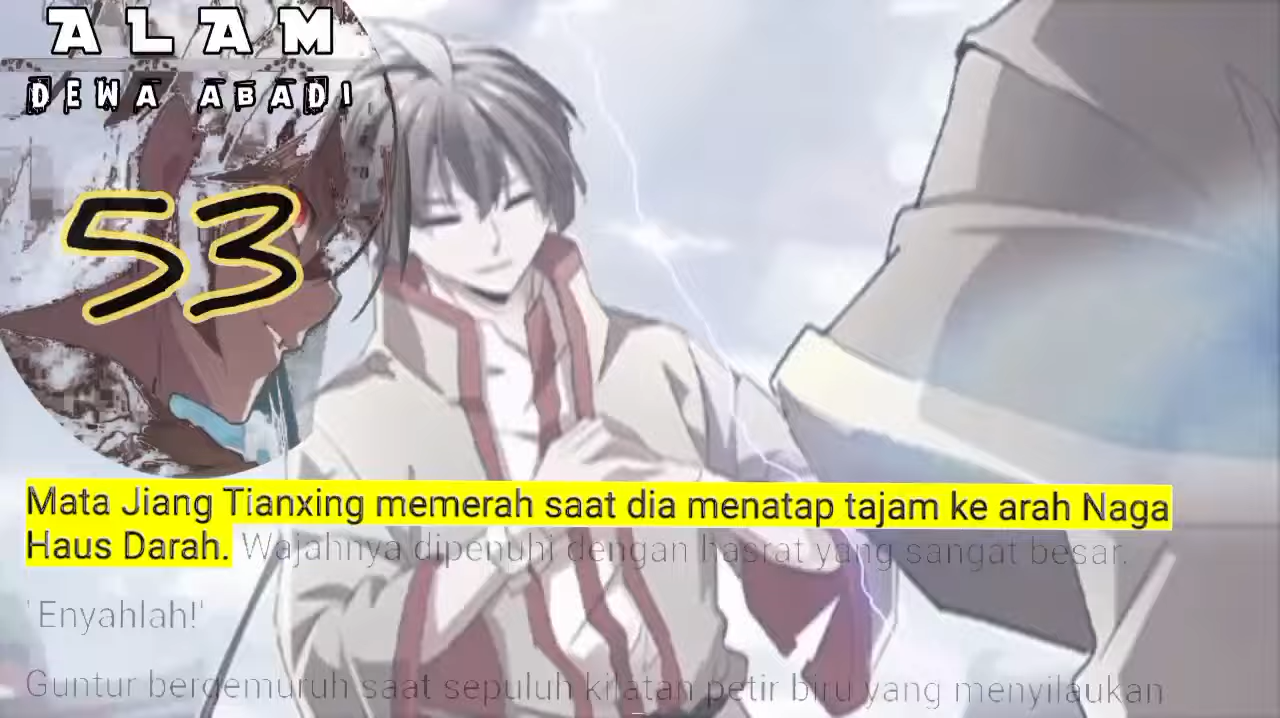 ALAM
DEWA ABADI
53
Mata Jiang Tianxing memerah saat dia menatap tajam ke arah Naga
Haus Darah. Wajahnya dipenuhi dengan hasrat yang sangat besar.
'Enyahlah!'
Guntur bergemuruh saat sepuluh kilatan petir biru yang menyilaukan